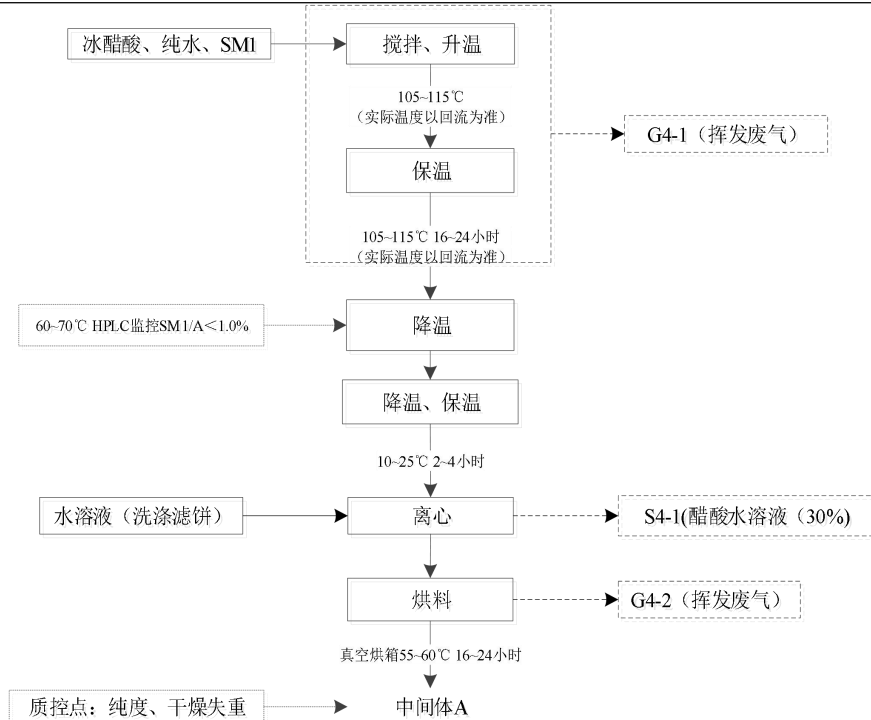 冰醋酸、纯水、SM1
搅拌、升温
105~115℃
（实际温度以回流为准）
G4-1（挥发废气）
保温
105~115℃ 16~24小时
（实际温度以回流为准）
60~70℃ HPLC监控SM1/A＜1.0%
降温
降温、保温
10~25℃ 2~4小时
水溶液（洗涤滤饼）
离心
S4-1(醋酸水溶液（30%)
烘料
G4-2（挥发废气）
真空烘箱55~60℃ 16~24小时
质控点：纯度、干燥失重
中间体A